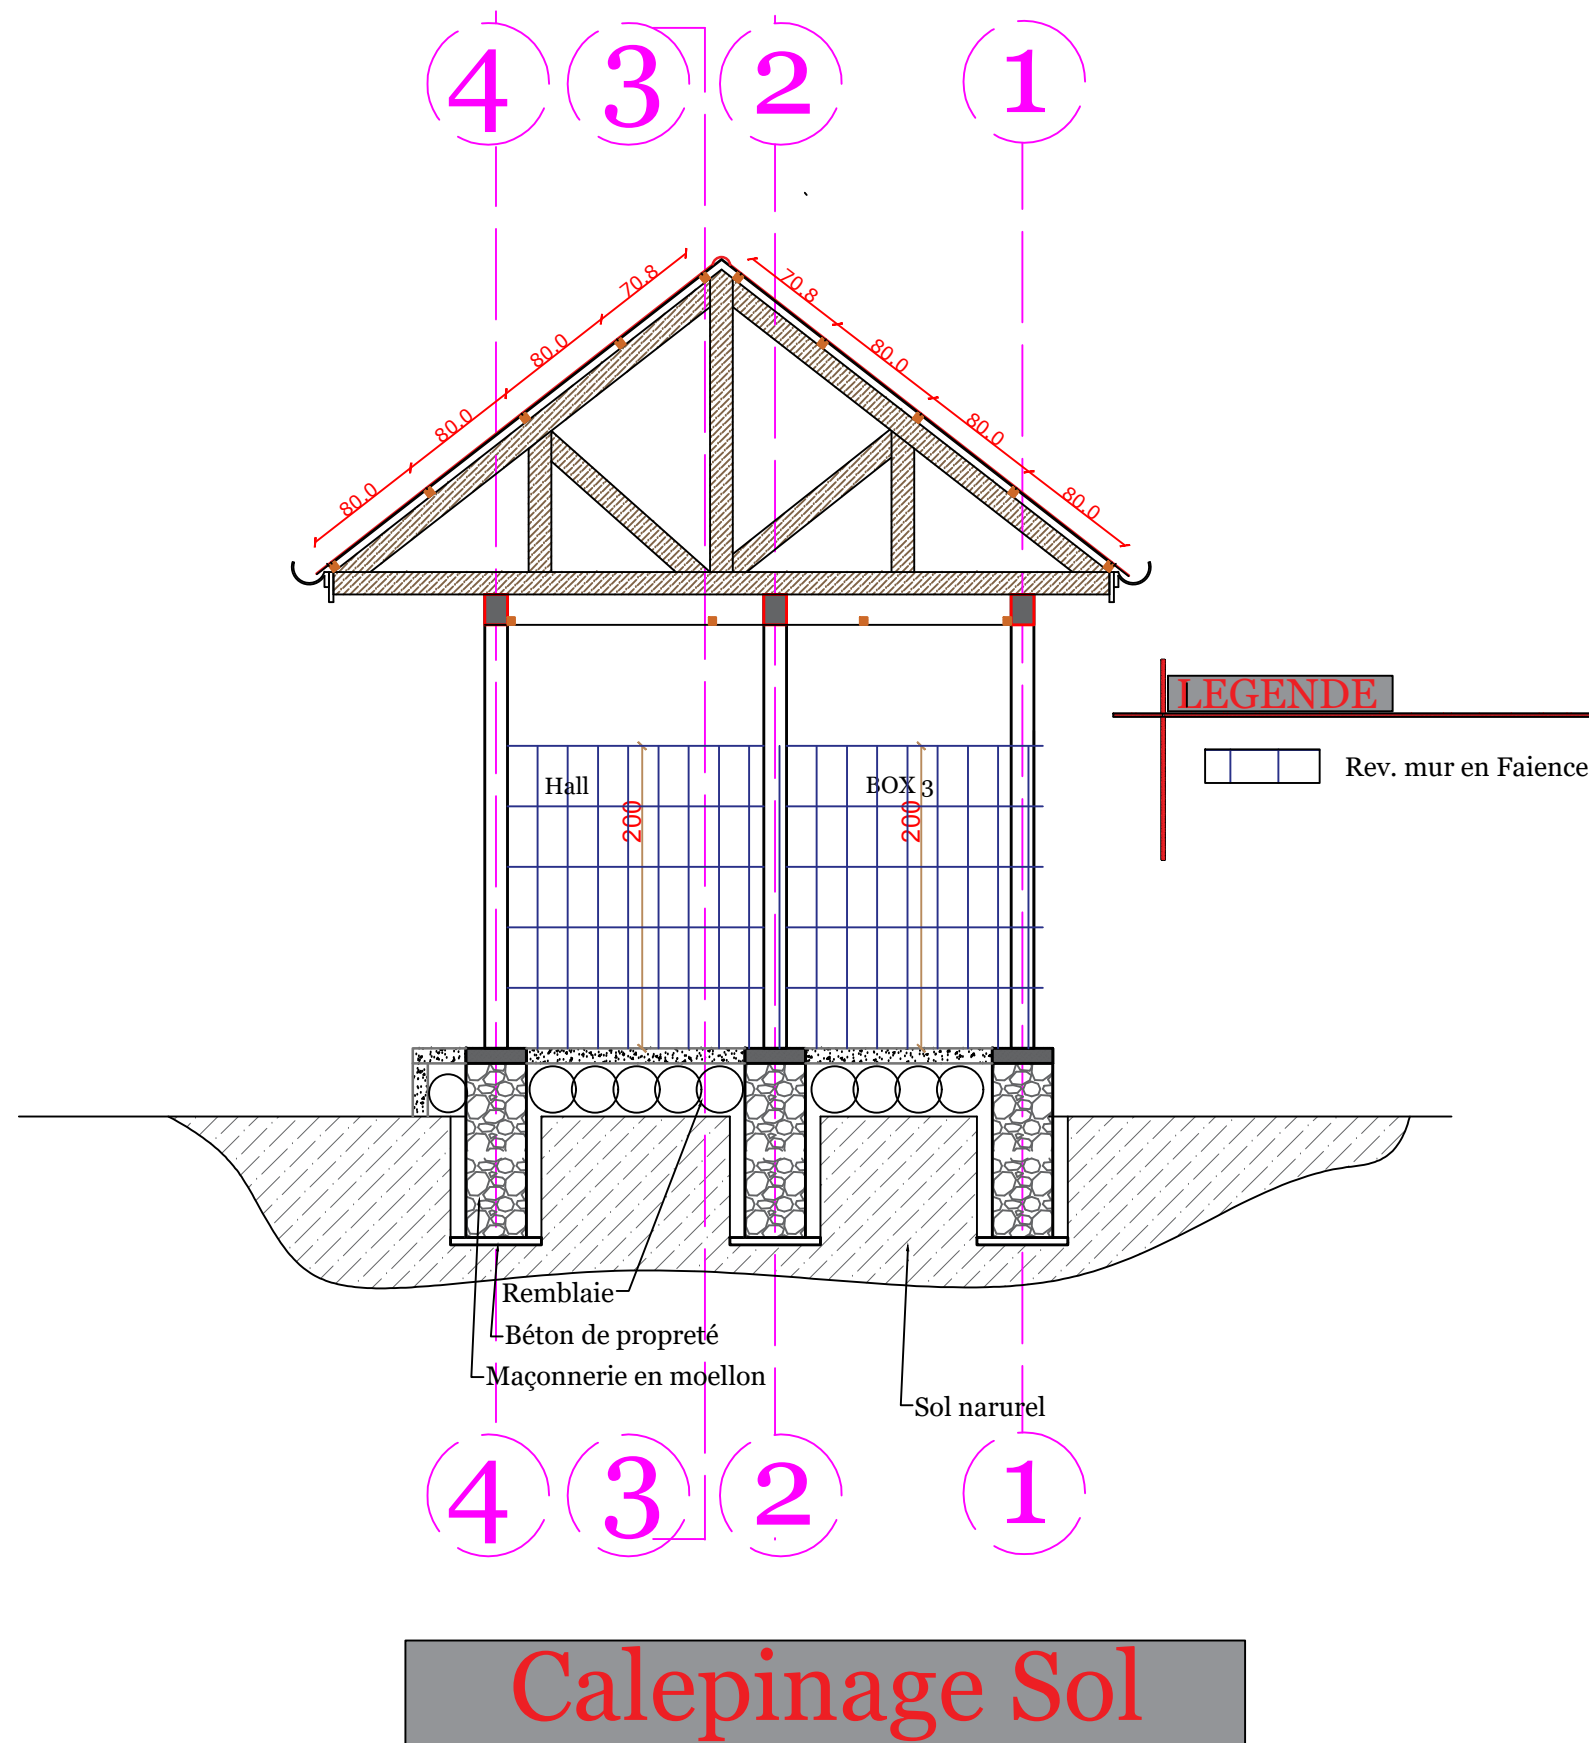 4 3 2 1
70.8 70.8
80.0 80.0
80.0 80.0
80.0 80.0
LEGENDE
Rev. mur en Faience
Hall BOX 3
200 200
Remblaie
Béton de propreté
Maçonnerie en moellon
Sol narurel
4 3 2 1
Calepinage Sol